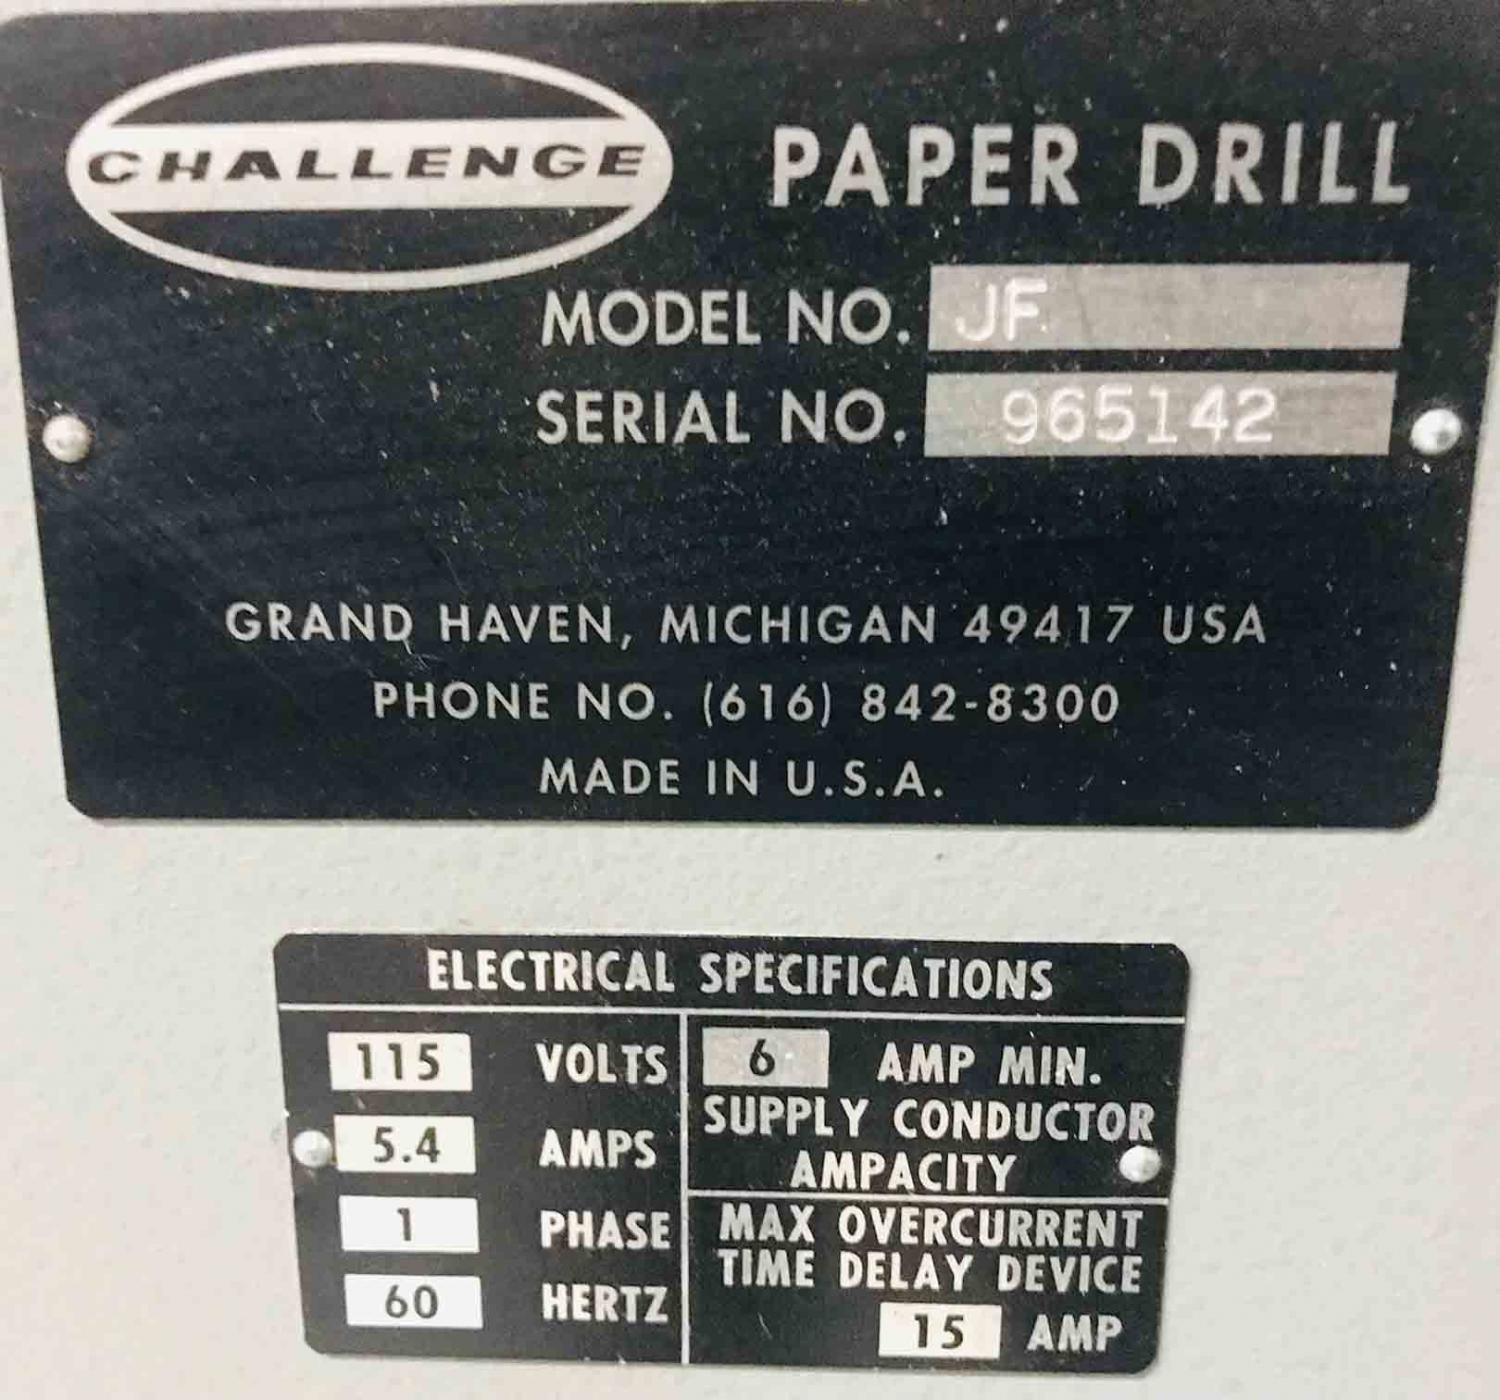 CHALLENGE PAPER DRILL
MODEL NO. JF
SERIAL NO. 965142
GRAND HAVEN, MICHIGAN 49417 USA
PHONE NO. (616) 842-8300
MADE IN U.S.A.
ELECTRICAL SPECIFICATIONS
115 VOLTS
5.4 AMPS
1 PHASE
60 HERTZ
6 AMP MIN.
SUPPLY CONDUCTOR
AMPACITY
MAX OVERCURRENT
TIME DELAY DEVICE
15 AMP